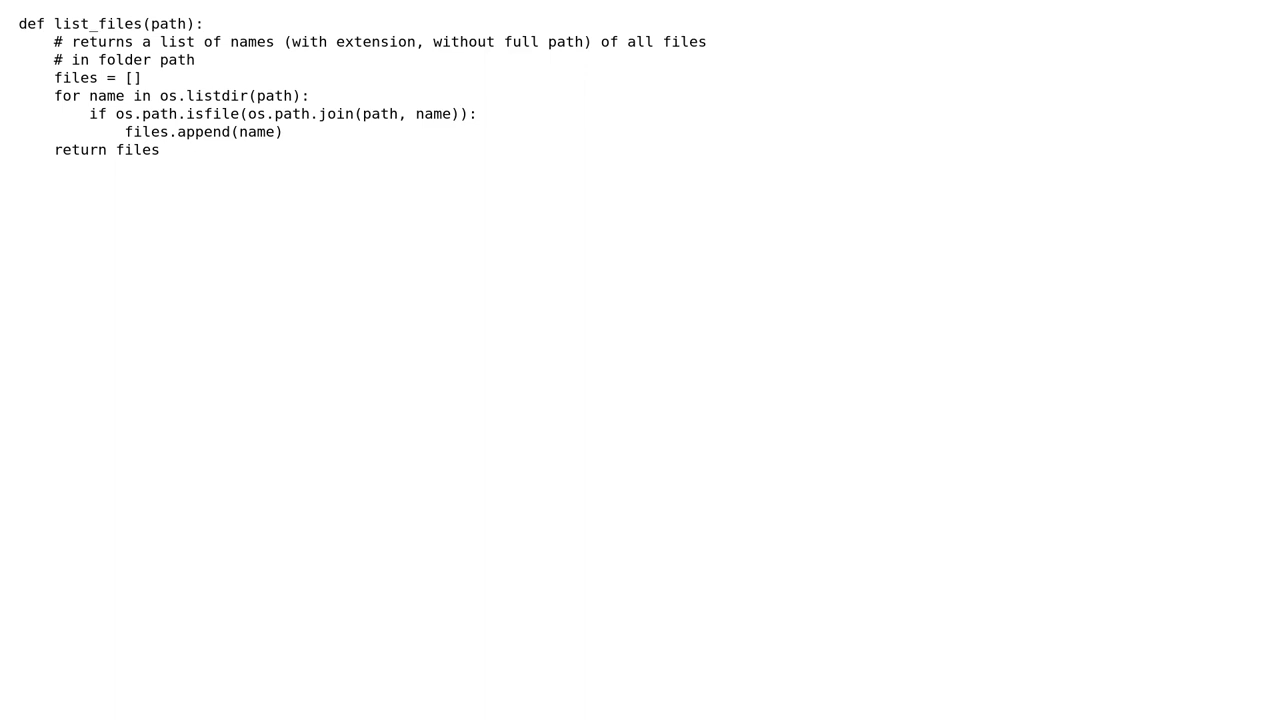 def list_files(path):
    # returns a list of names (with extension, without full path) of all files
    # in folder path
    files = []
    for name in os.listdir(path):
        if os.path.isfile(os.path.join(path, name)):
            files.append(name)
    return files